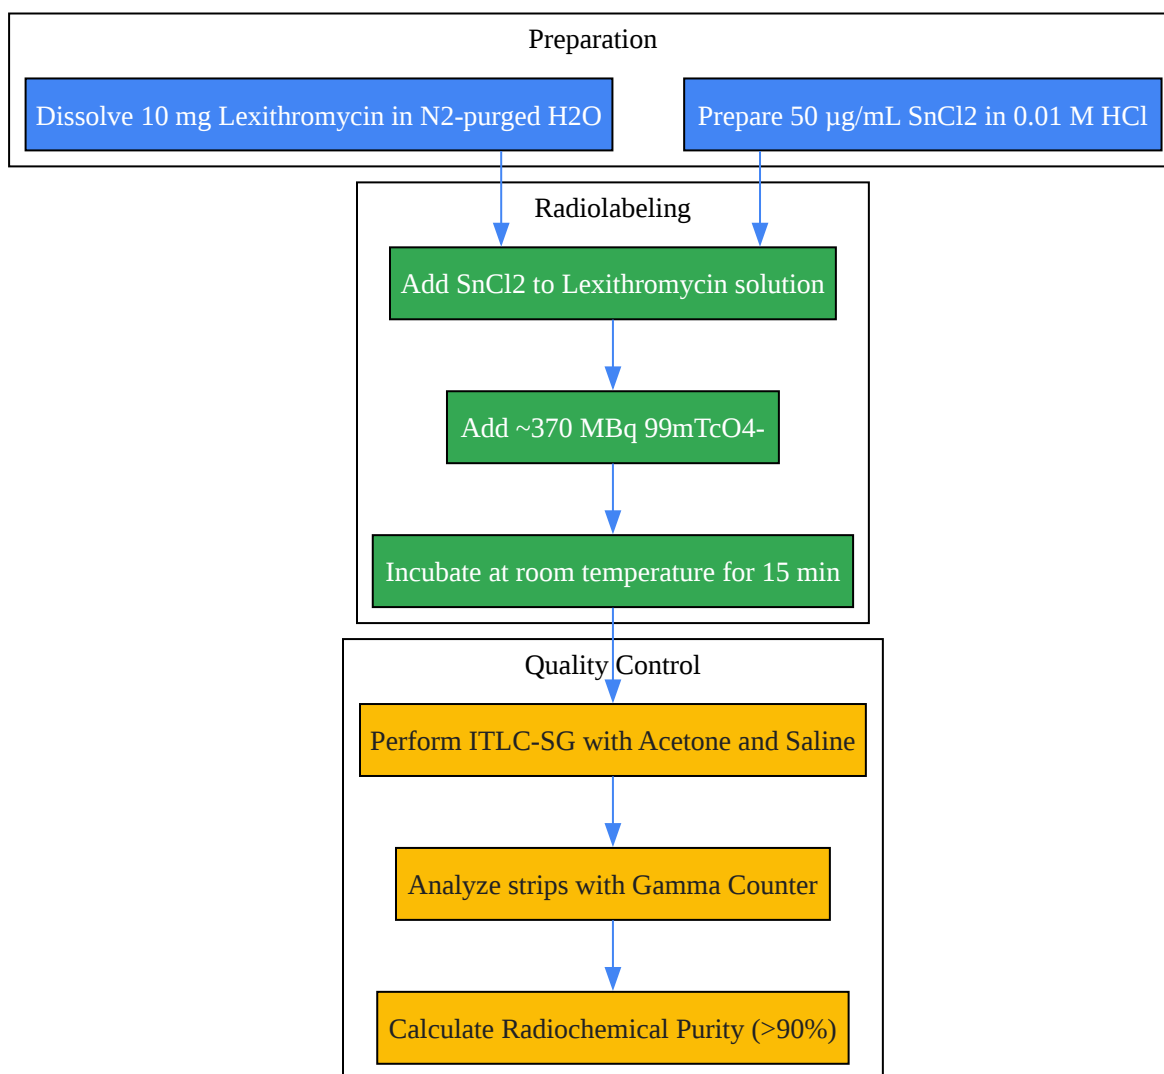 Preparation
Dissolve 10 mg Lexithromycin in N2-purged H2O
Prepare 50 µg/mL SnCl2 in 0.01 M HCl
Radiolabeling
Add SnCl2 to Lexithromycin solution
Add ~370 MBq 99mTcO4-
Incubate at room temperature for 15 min
Quality Control
Perform ITLC-SG with Acetone and Saline
Analyze strips with Gamma Counter
Calculate Radiochemical Purity (>90%)